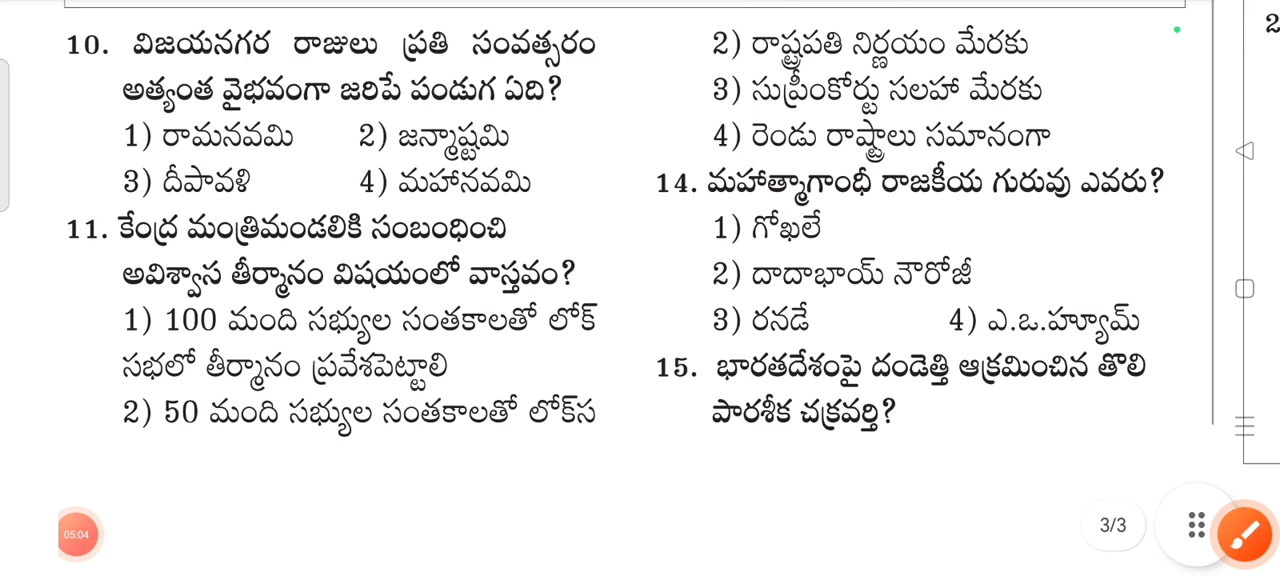 10. విజయనగర రాజులు ప్రతి సంవత్సరం
అత్యంత వైభవంగా జరిపే పండుగ ఏది?
1) రామనవమి 2) జన్మాష్టమి
3) దీపావళి 4) మహానవమి
11. కేంద్ర మంత్రిమండలికి సంబంధించి
అవిశ్వాస తీర్మానం విషయంలో వాస్తవం?
1) 100 మంది సభ్యుల సంతకాలతో లోక్
సభలో తీర్మానం ప్రవేశపెట్టాలి
2) 50 మంది సభ్యుల సంతకాలతో లోక్‌స
2) రాష్ట్రపతి నిర్ణయం మేరకు
3) సుప్రీంకోర్టు సలహా మేరకు
4) రెండు రాష్ట్రాలు సమానంగా
14. మహాత్మాగాంధీ రాజకీయ గురువు ఎవరు?
1) గోఖలే
2) దాదాభాయ్ నౌరోజీ
3) రనడే 4) ఎ.ఒ.హ్యూమ్
15. భారతదేశంపై దండెత్తి ఆక్రమించిన తొలి
పారశీక చక్రవర్తి?
2
05:04
3/3